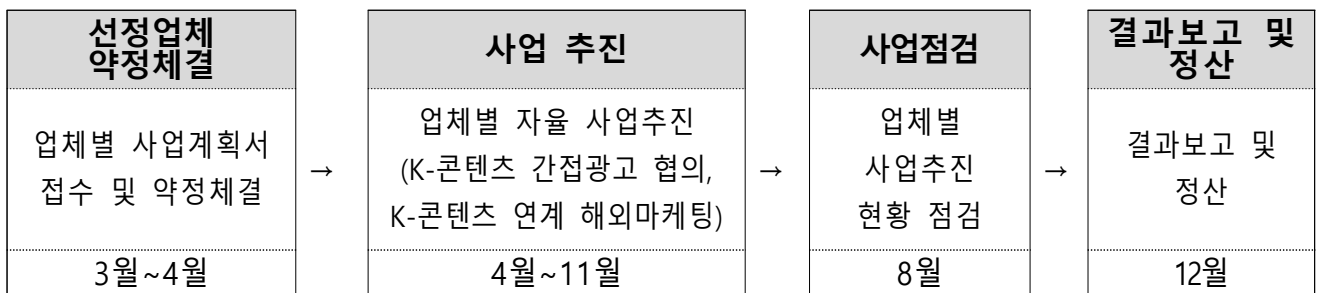 선정업체
약정체결
업체별 사업계획서
접수 및 약정체결
3월~4월
→
사업 추진
업체별 자율 사업추진
(K-콘텐츠 간접광고 협의,
K-콘텐츠 연계 해외마케팅)
4월~11월
→
사업점검
업체별
사업추진
현황 점검
8월
→
결과보고 및
정산
결과보고 및
정산
12월